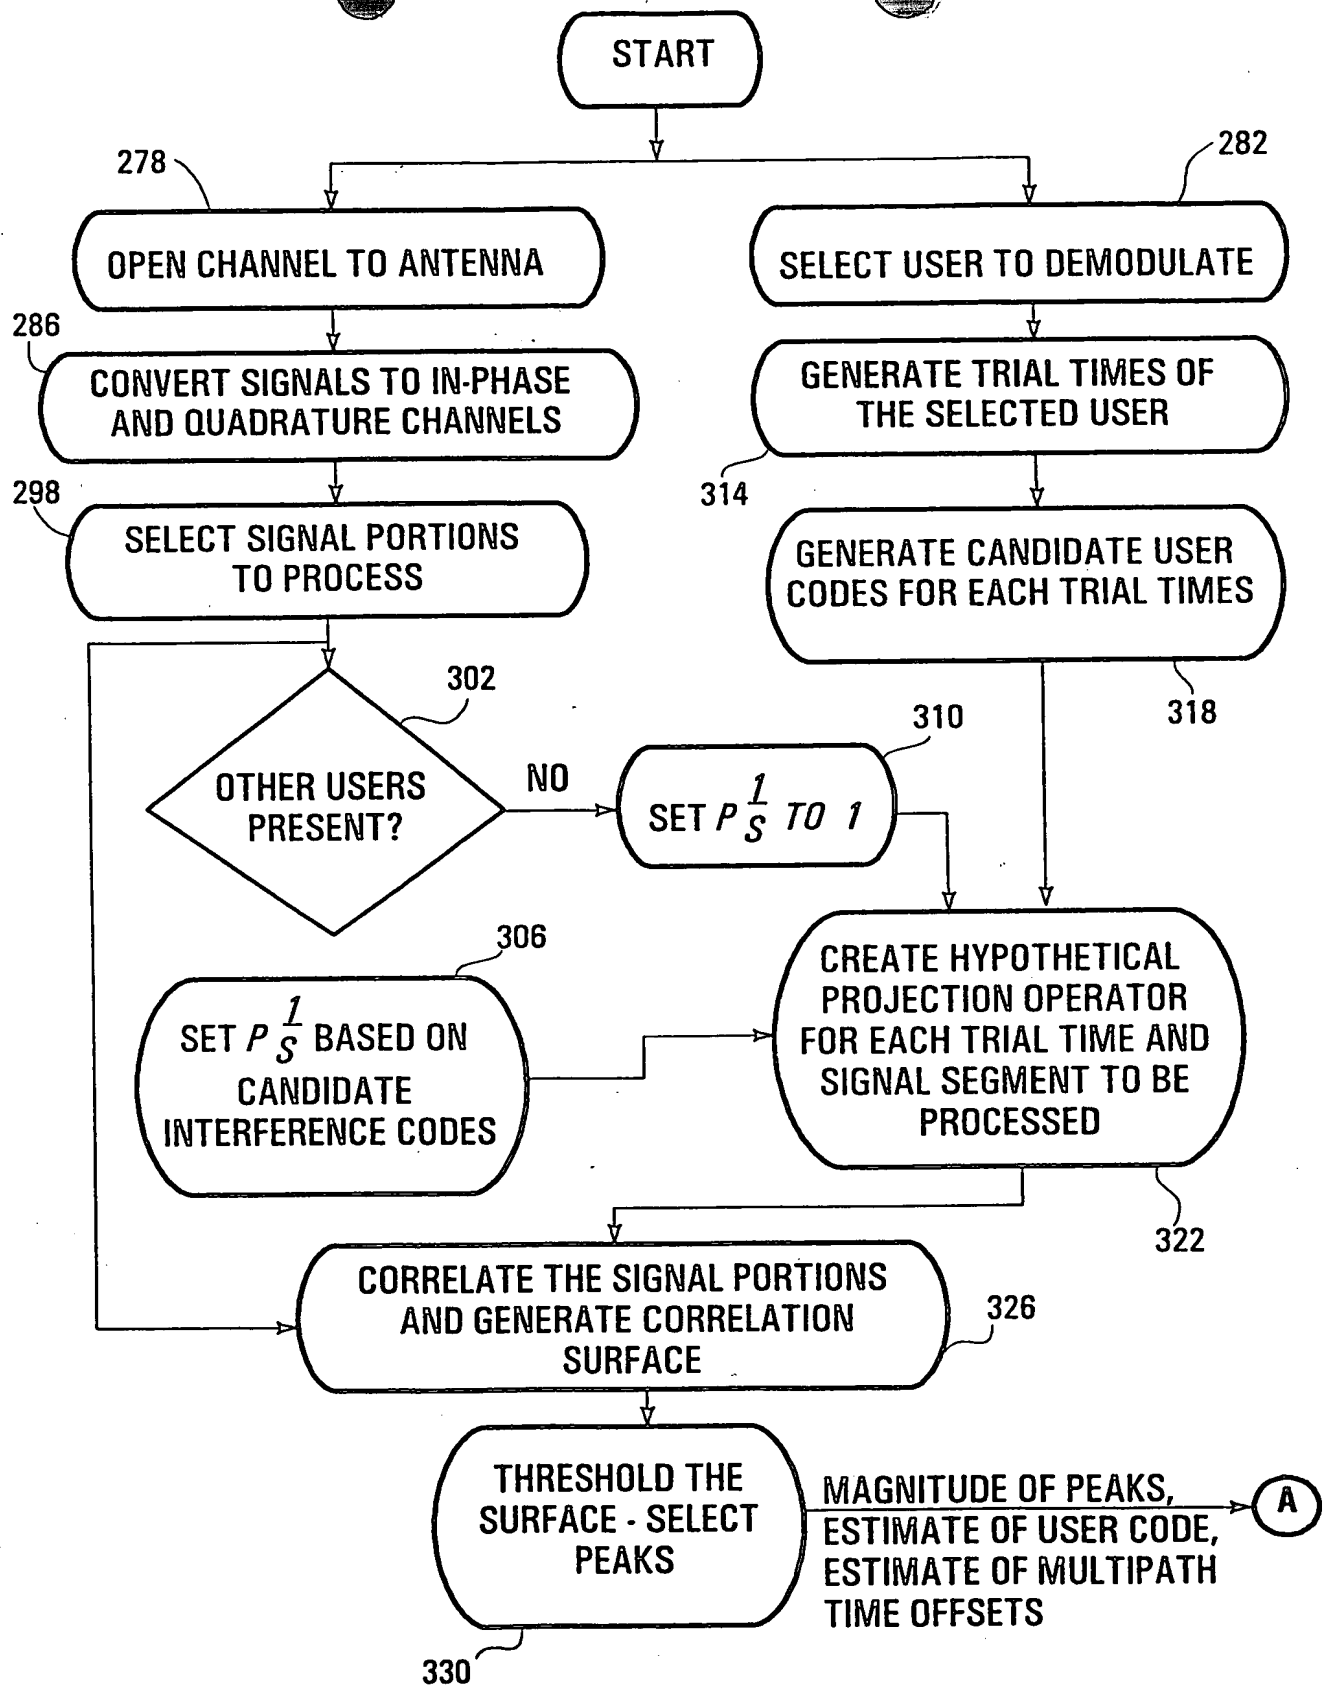 START
278
282
OPEN CHANNEL TO ANTENNA
SELECT USER TO DEMODULATE
286
CONVERT SIGNALS TO IN-PHASE
AND QUADRATURE CHANNELS
GENERATE TRIAL TIMES OF
THE SELECTED USER
314
298
SELECT SIGNAL PORTIONS
TO PROCESS
GENERATE CANDIDATE USER
CODES FOR EACH TRIAL TIMES
318
302
OTHER USERS
PRESENT?
NO
310
SET P 1/S TO 1
306
SET P 1/S BASED ON
CANDIDATE
INTERFERENCE CODES
CREATE HYPOTHETICAL
PROJECTION OPERATOR
FOR EACH TRIAL TIME AND
SIGNAL SEGMENT TO BE
PROCESSED
322
CORRELATE THE SIGNAL PORTIONS
AND GENERATE CORRELATION
SURFACE
326
THRESHOLD THE
SURFACE - SELECT
PEAKS
330
MAGNITUDE OF PEAKS,
ESTIMATE OF USER CODE,
ESTIMATE OF MULTIPATH
TIME OFFSETS
A